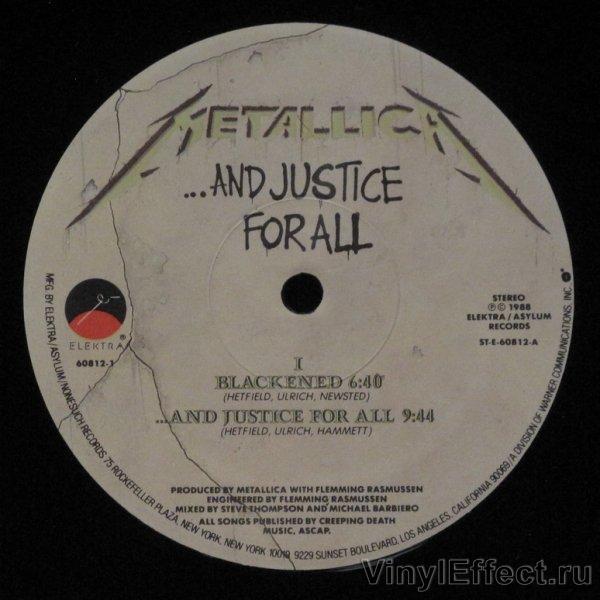 METALLICA
...AND JUSTICE
FOR ALL
ELEKTRA®
60812-1
STEREO
℗ © 1988
ELEKTRA / ASYLUM
RECORDS
ST-E-60812-A
I
BLACKENED 6:40
(HETFIELD, ULRICH, NEWSTED)
...AND JUSTICE FOR ALL 9:44
(HETFIELD, ULRICH, HAMMETT)
PRODUCED BY METALLICA WITH FLEMMING RASMUSSEN
ENGINEERED BY FLEMMING RASMUSSEN
MIXED BY STEVE THOMPSON AND MICHAEL BARBIERO
ALL SONGS PUBLISHED BY CREEPING DEATH
MUSIC, ASCAP.
MFG. BY ELEKTRA/ASYLUM/NONESUCH RECORDS 75 ROCKEFELLER PLAZA, NEW YORK, NEW YORK 10019 9229 SUNSET BOULEVARD, LOS ANGELES, CALIFORNIA, 90069/A DIVISION OF WARNER COMMUNICATIONS, INC.
VinylEffect.ru